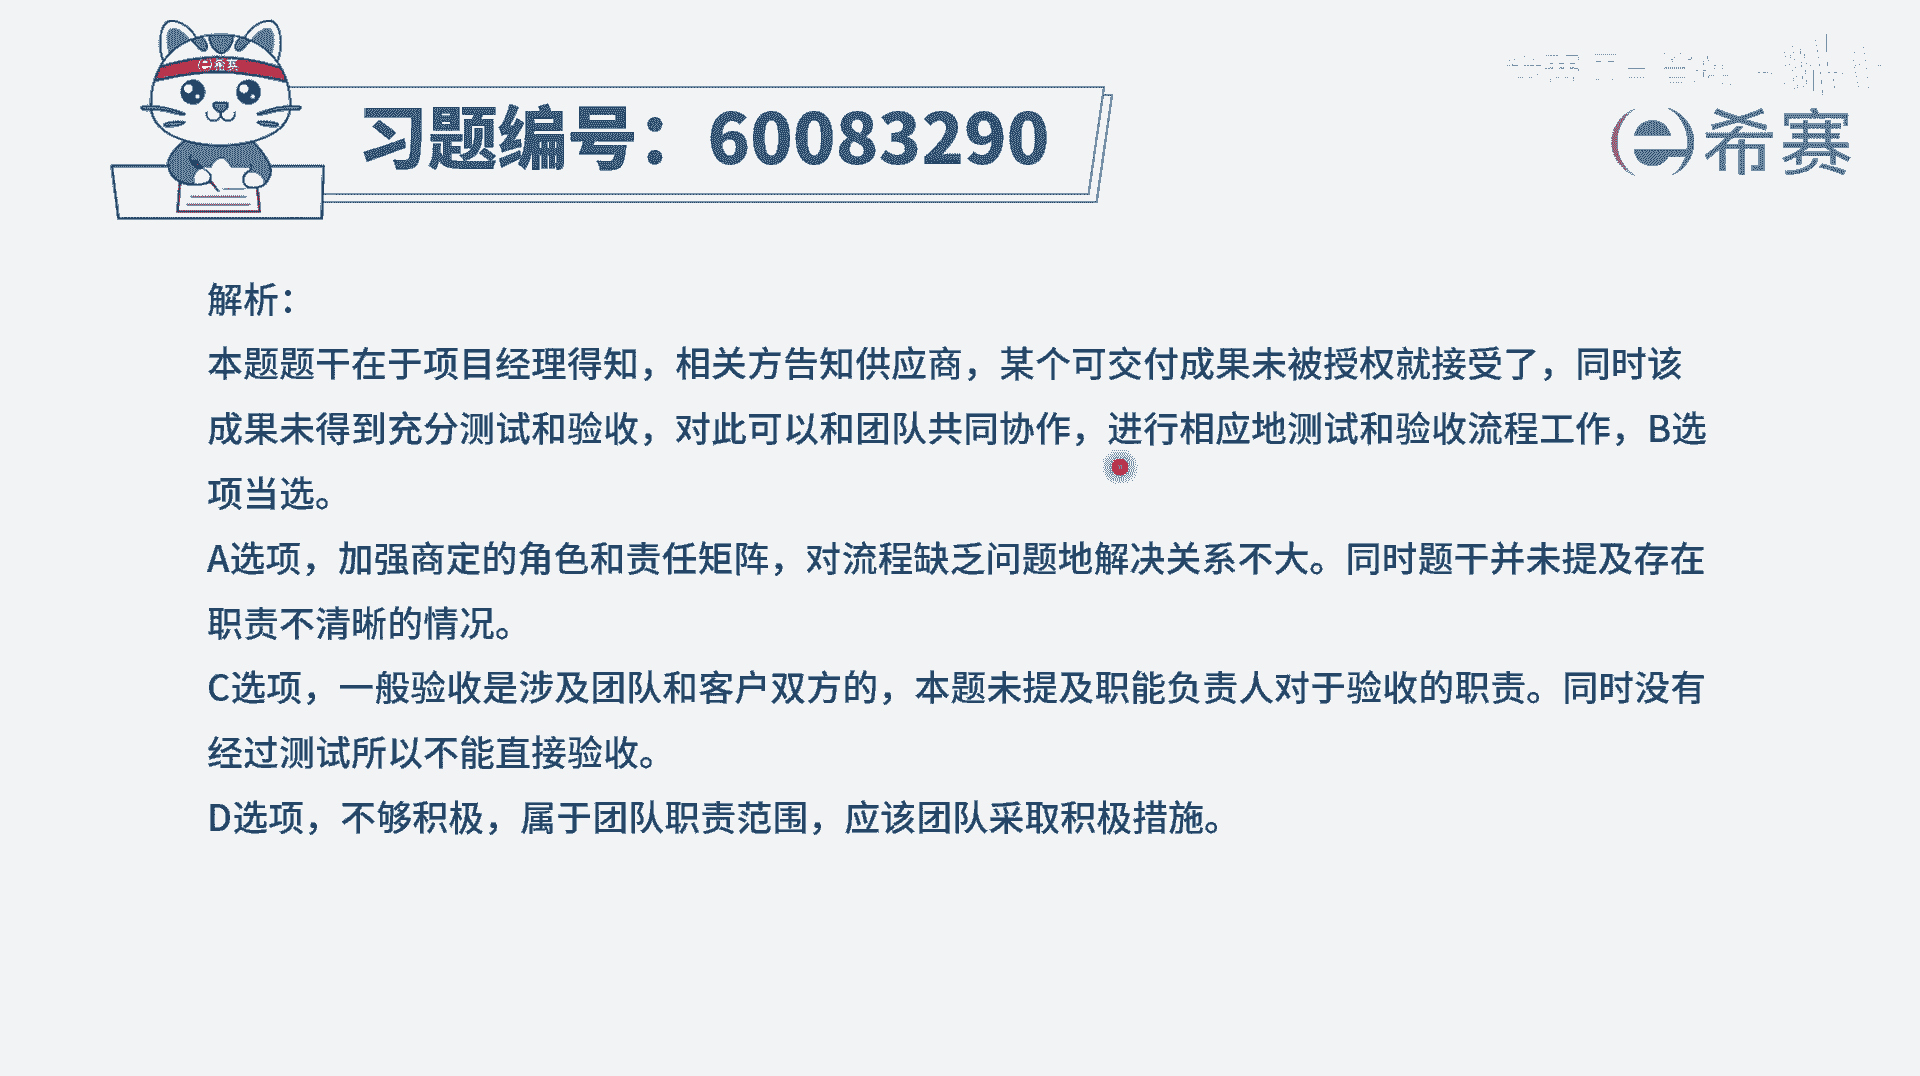 e希赛
习题编号：60083290
e希赛
解析：
本题题干在于项目经理得知，相关方告知供应商，某个可交付成果未被授权就接受了，同时该
成果未得到充分测试和验收，对此可以和团队共同协作，进行相应地测试和验收流程工作，B选
项当选。
A选项，加强商定的角色和责任矩阵，对流程缺乏问题地解决关系不大。同时题干并未提及存在
职责不清晰的情况。
C选项，一般验收是涉及团队和客户双方的，本题未提及职能负责人对于验收的职责。同时没有
经过测试所以不能直接验收。
D选项，不够积极，属于团队职责范围，应该团队采取积极措施。